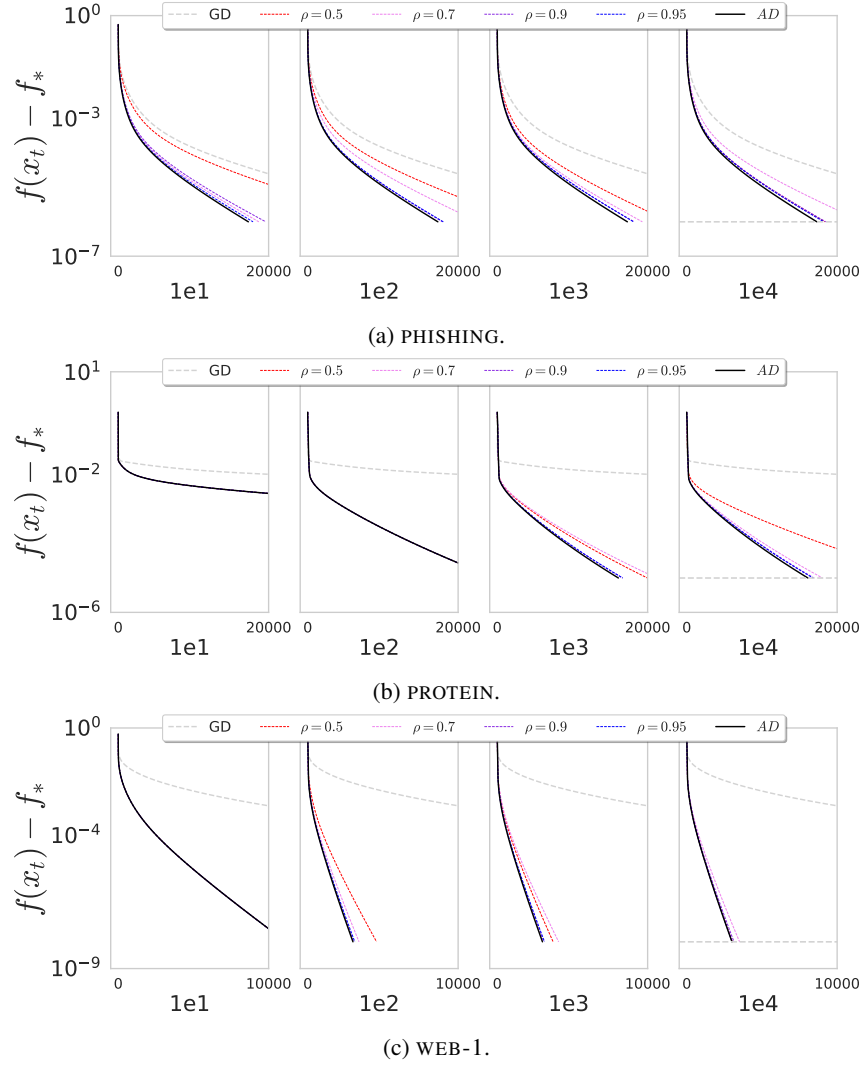 GD ρ = 0.5 ρ = 0.7 ρ = 0.9 ρ = 0.95 AD
f(x_t) − f_*
10^0
10^{−3}
10^{−7}
0 20000 0 20000 0 20000 0 20000
1e1 1e2 1e3 1e4
(a) PHISHING.
GD ρ = 0.5 ρ = 0.7 ρ = 0.9 ρ = 0.95 AD
f(x_t) − f_*
10^1
10^{−2}
10^{−6}
0 20000 0 20000 0 20000 0 20000
1e1 1e2 1e3 1e4
(b) PROTEIN.
GD ρ = 0.5 ρ = 0.7 ρ = 0.9 ρ = 0.95 AD
f(x_t) − f_*
10^0
10^{−4}
10^{−9}
0 10000 0 10000 0 10000 0 10000
1e1 1e2 1e3 1e4
(c) WEB-1.